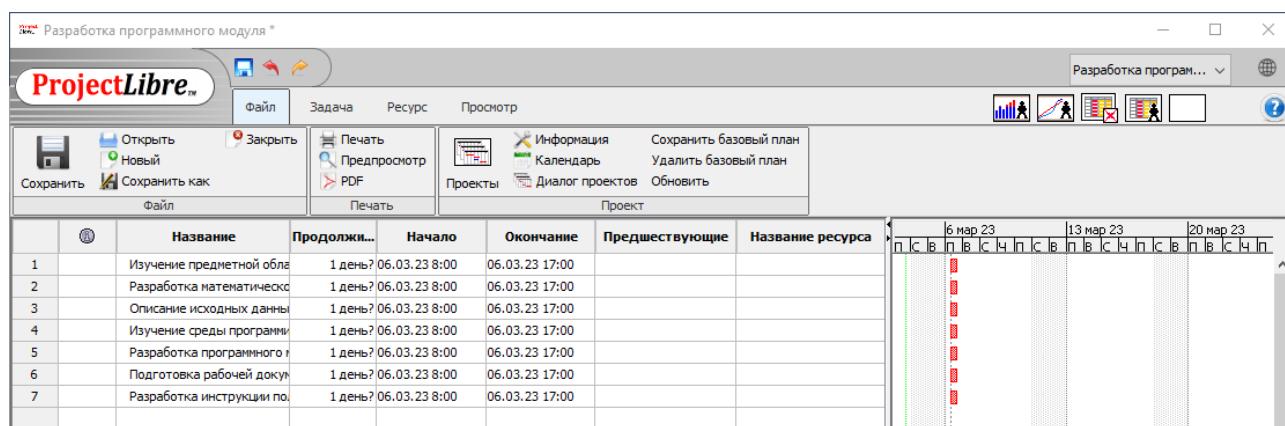 Разработка программного модуля *
ProjectLibre™
Разработка програм...
Файл Задача Ресурс Просмотр
Сохранить
Открыть
Новый
Сохранить как
Закрыть
Файл
Печать
Предпросмотр
PDF
Печать
Проекты
Информация
Календарь
Диалог проектов
Сохранить базовый план
Удалить базовый план
Обновить
Проект
Название Продолжи... Начало Окончание Предшествующие Название ресурса
6 мар 23 13 мар 23 20 мар 23
П С В П В С Ч П С В П В С Ч П С В П В С Ч П
1 Изучение предметной обла 1 день? 06.03.23 8:00 06.03.23 17:00
2 Разработка математическо 1 день? 06.03.23 8:00 06.03.23 17:00
3 Описание исходных данны 1 день? 06.03.23 8:00 06.03.23 17:00
4 Изучение среды программи 1 день? 06.03.23 8:00 06.03.23 17:00
5 Разработка программного м 1 день? 06.03.23 8:00 06.03.23 17:00
6 Подготовка рабочей докум 1 день? 06.03.23 8:00 06.03.23 17:00
7 Разработка инструкции пол 1 день? 06.03.23 8:00 06.03.23 17:00